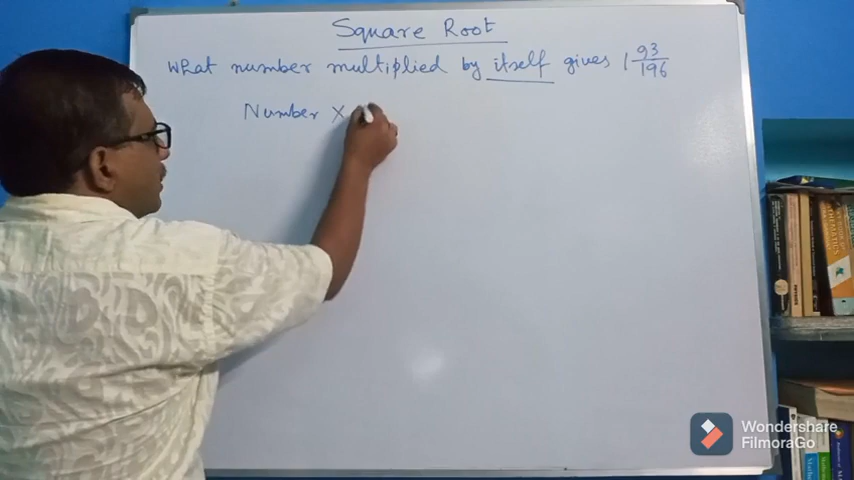 Square Root
What number multiplied by itself gives 1 93/196
Number ×
Wondershare
FilmoraGo